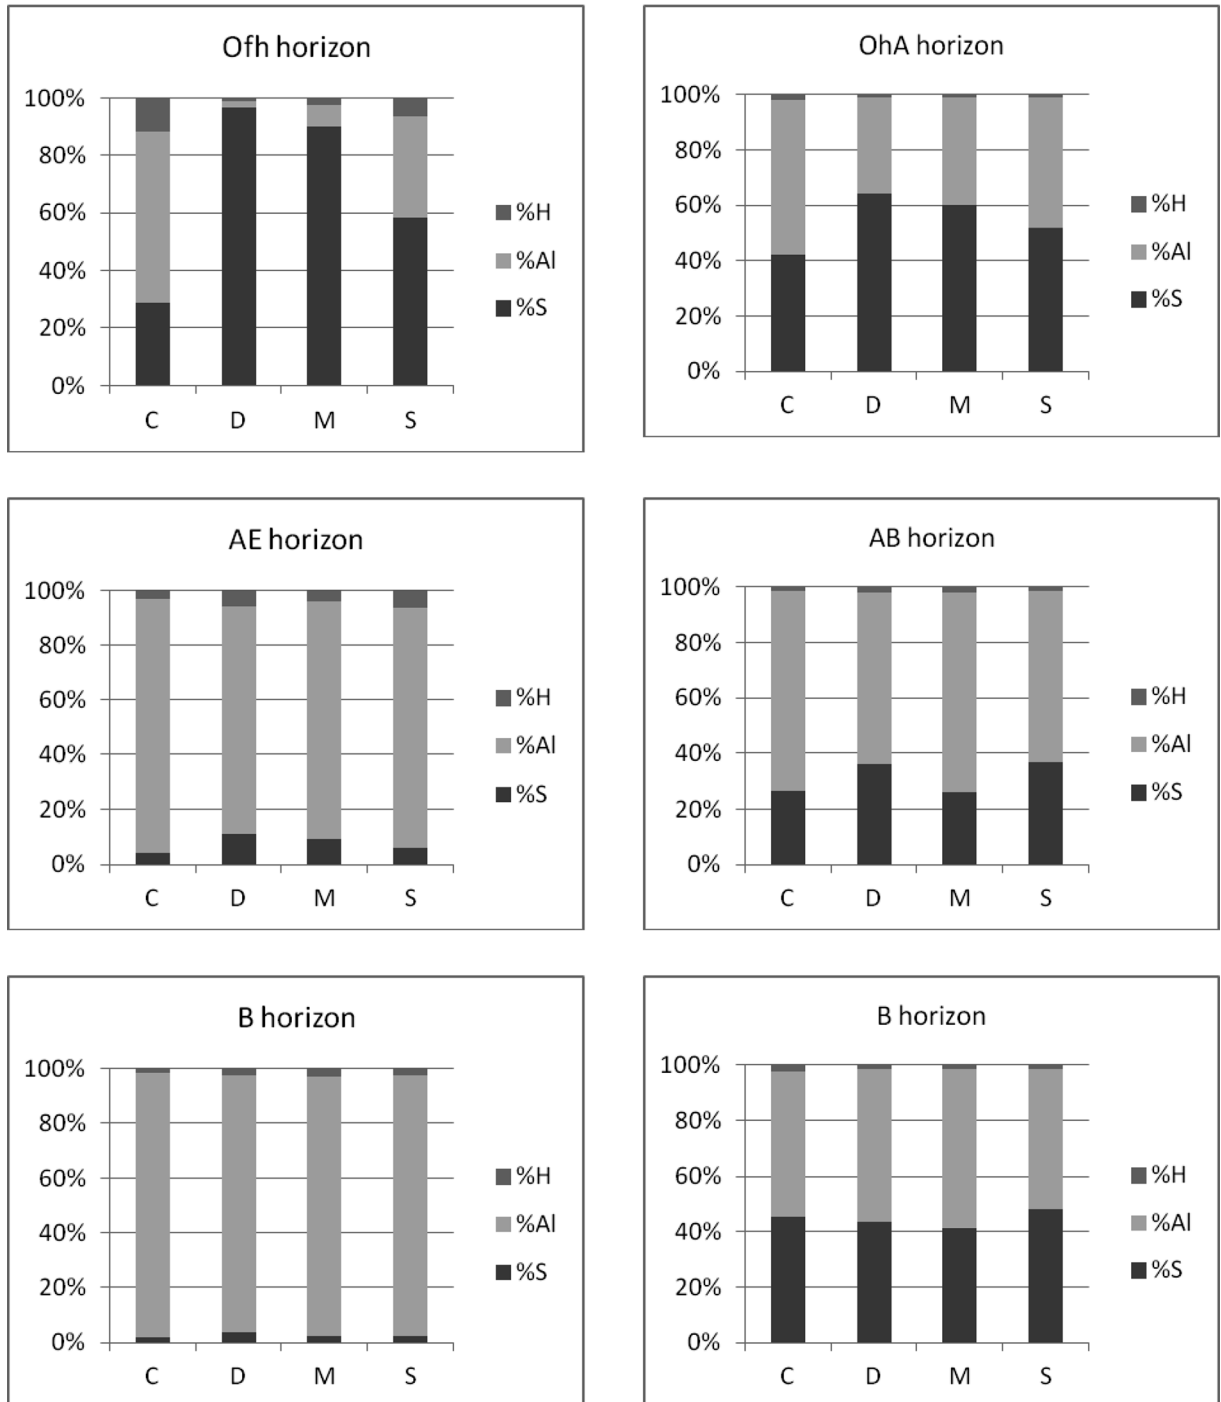 Ofh horizon
100%
80%
60%
40%
20%
0%
C D M S
%H
%Al
%S
OhA horizon
100%
80%
60%
40%
20%
0%
C D M S
%H
%Al
%S
AE horizon
100%
80%
60%
40%
20%
0%
C D M S
%H
%Al
%S
AB horizon
100%
80%
60%
40%
20%
0%
C D M S
%H
%Al
%S
B horizon
100%
80%
60%
40%
20%
0%
C D M S
%H
%Al
%S
B horizon
100%
80%
60%
40%
20%
0%
C D M S
%H
%Al
%S